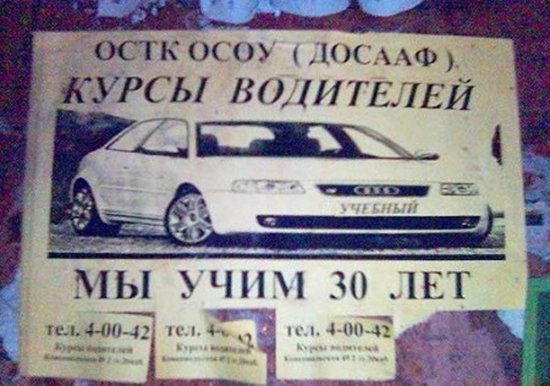 ОСТК ОСОУ ( ДОСААФ ).
КУРСЫ ВОДИТЕЛЕЙ
УЧЕБНЫЙ
МЫ УЧИМ 30 ЛЕТ
тел. 4-00-42
Курсы водителей
тел. 4-
Курсы водителей
тел. 4-00-42
Курсы водителей